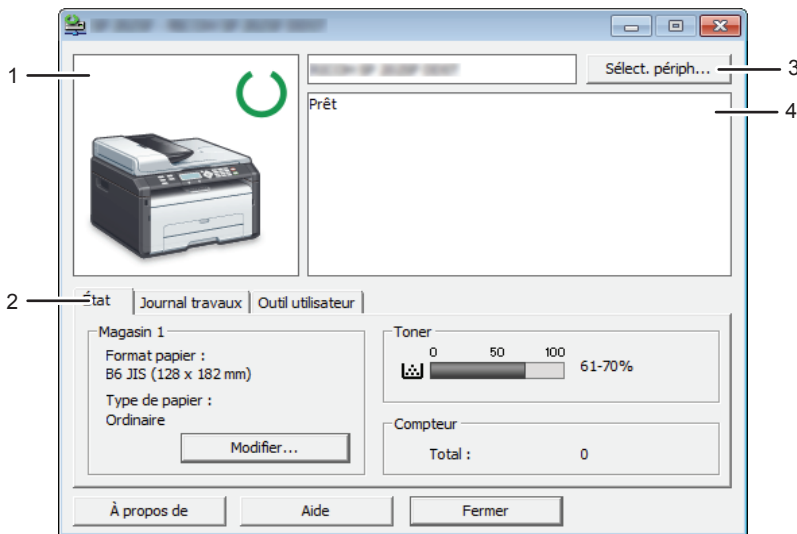 1
Sélect. périph...
3
Prêt
4
2
État
Journal travaux
Outil utilisateur
Magasin 1
Format papier :
B6 JIS (128 x 182 mm)
Type de papier :
Ordinaire
Modifier...
Toner
0 50 100
61-70%
Compteur
Total : 0
À propos de
Aide
Fermer